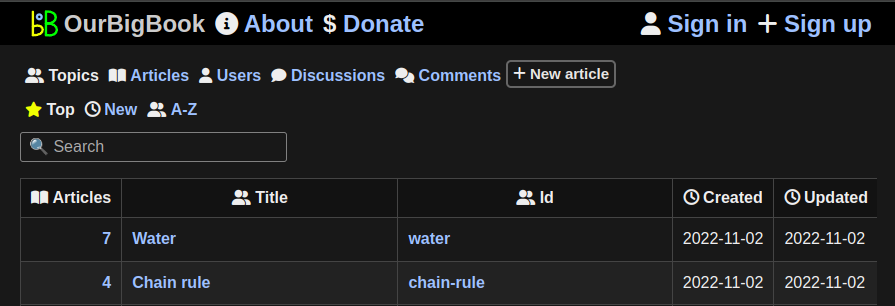 OurBigBook About $ Donate Sign in Sign up
Topics Articles Users Discussions Comments + New article
Top New A-Z
Search
Articles Title Id Created Updated
7 Water water 2022-11-02 2022-11-02
4 Chain rule chain-rule 2022-11-02 2022-11-02